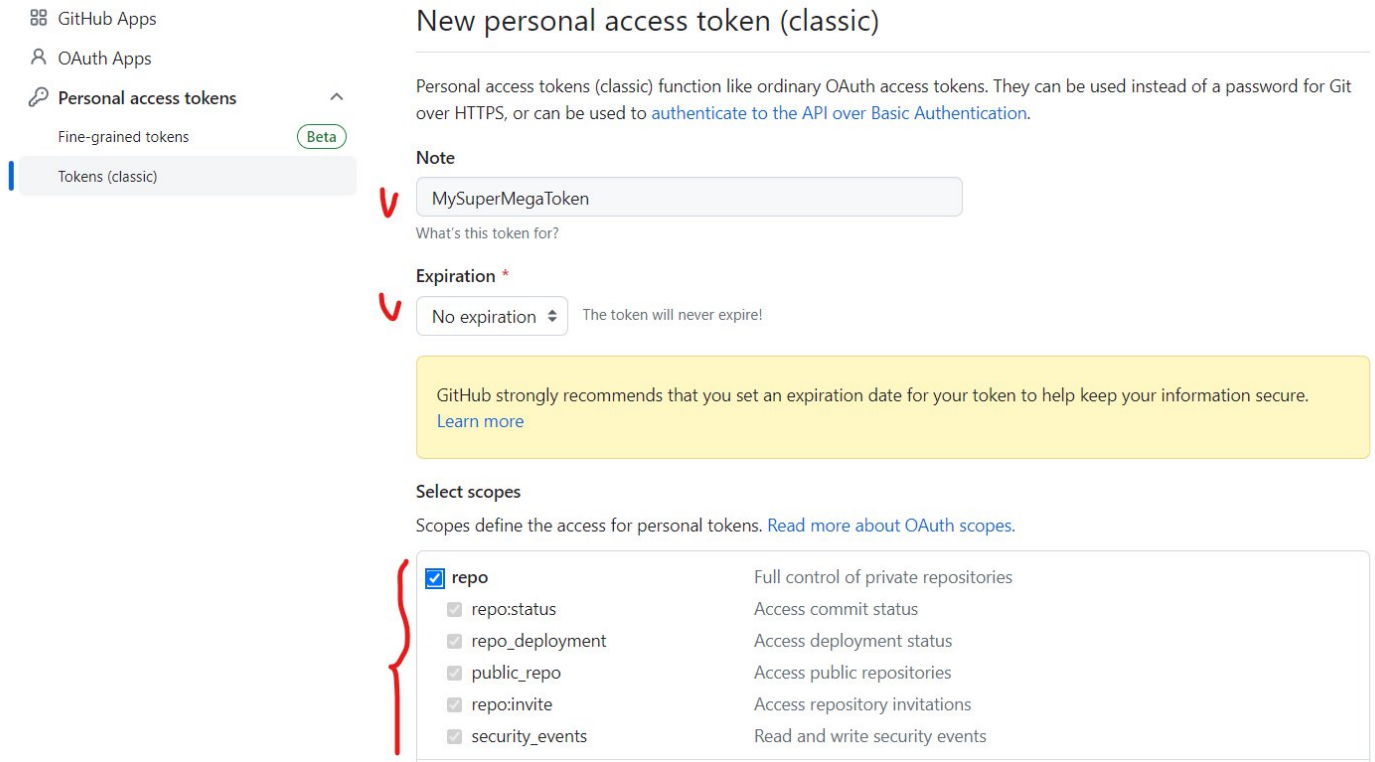 GitHub Apps
OAuth Apps
Personal access tokens
Fine-grained tokens
Beta
Tokens (classic)
New personal access token (classic)
Personal access tokens (classic) function like ordinary OAuth access tokens. They can be used instead of a password for Git
over HTTPS, or can be used to authenticate to the API over Basic Authentication.
Note
MySuperMegaToken
What's this token for?
Expiration *
No expiration The token will never expire!
GitHub strongly recommends that you set an expiration date for your token to help keep your information secure.
Learn more
Select scopes
Scopes define the access for personal tokens. Read more about OAuth scopes.
repo Full control of private repositories
repo:status Access commit status
repo_deployment Access deployment status
public_repo Access public repositories
repo:invite Access repository invitations
security_events Read and write security events